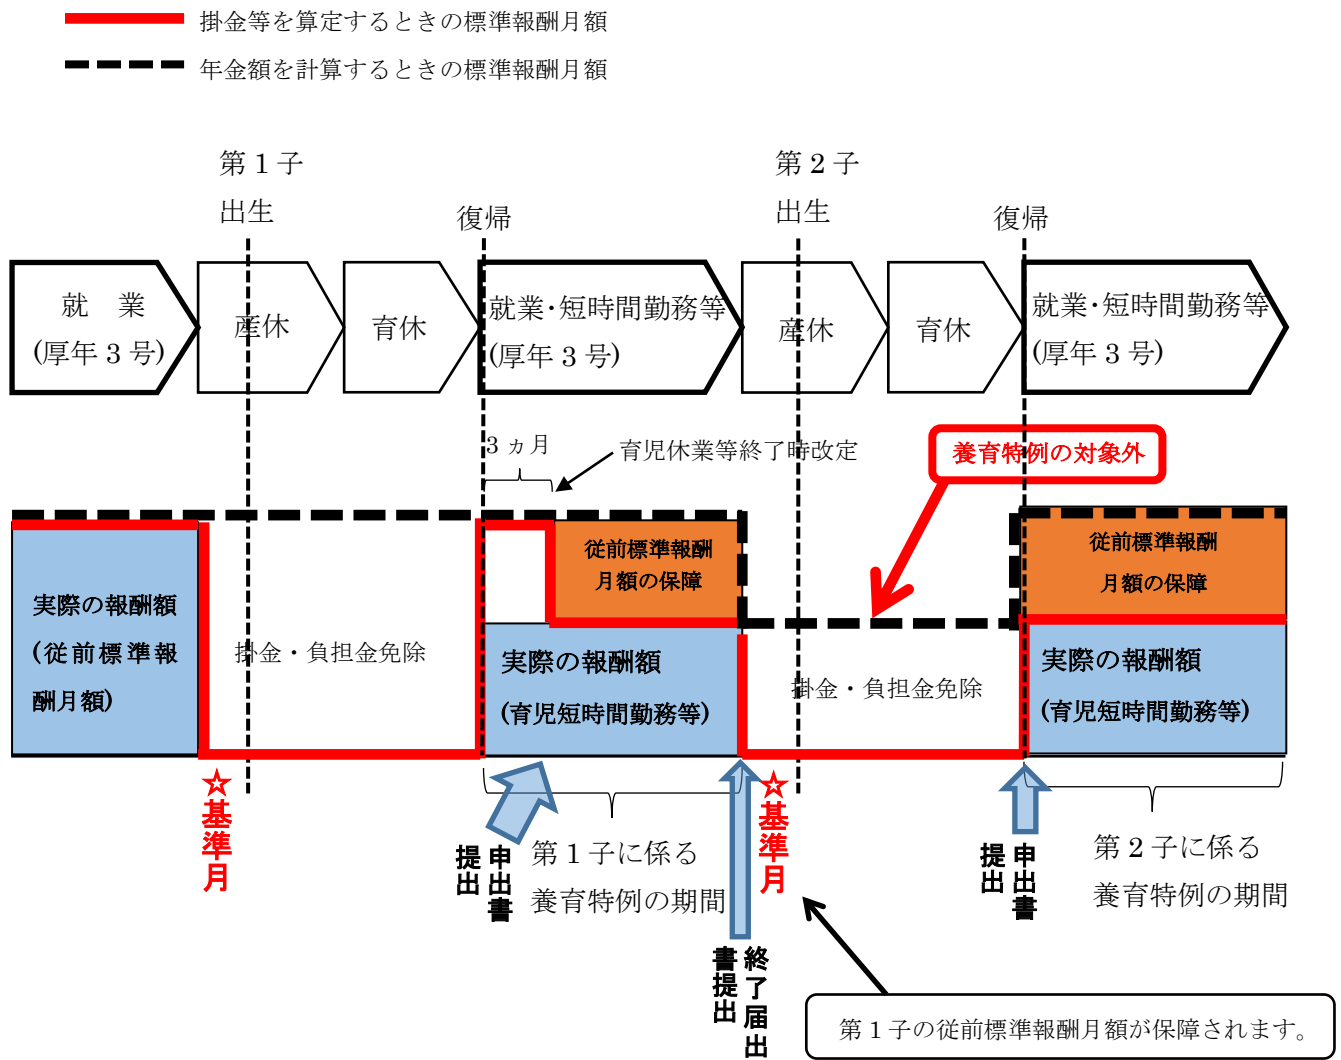 掛金等を算定するときの標準報酬月額
年金額を計算するときの標準報酬月額
第1子
出生
復帰
第2子
出生
復帰
就　業
(厚年3号)
産休
育休
就業・短時間勤務等
(厚年3号)
産休
育休
就業・短時間勤務等
(厚年3号)
3ヵ月
育児休業等終了時改定
養育特例の対象外
実際の報酬額
(従前標準報
酬月額)
掛金・負担金免除
従前標準報酬
月額の保障
実際の報酬額
(育児短時間勤務等)
掛金・負担金免除
従前標準報酬
月額の保障
実際の報酬額
(育児短時間勤務等)
☆基準月
申出書
提出
第1子に係る
養育特例の期間
終了届出
書提出
☆基準月
申出書
提出
第2子に係る
養育特例の期間
第1子の従前標準報酬月額が保障されます。